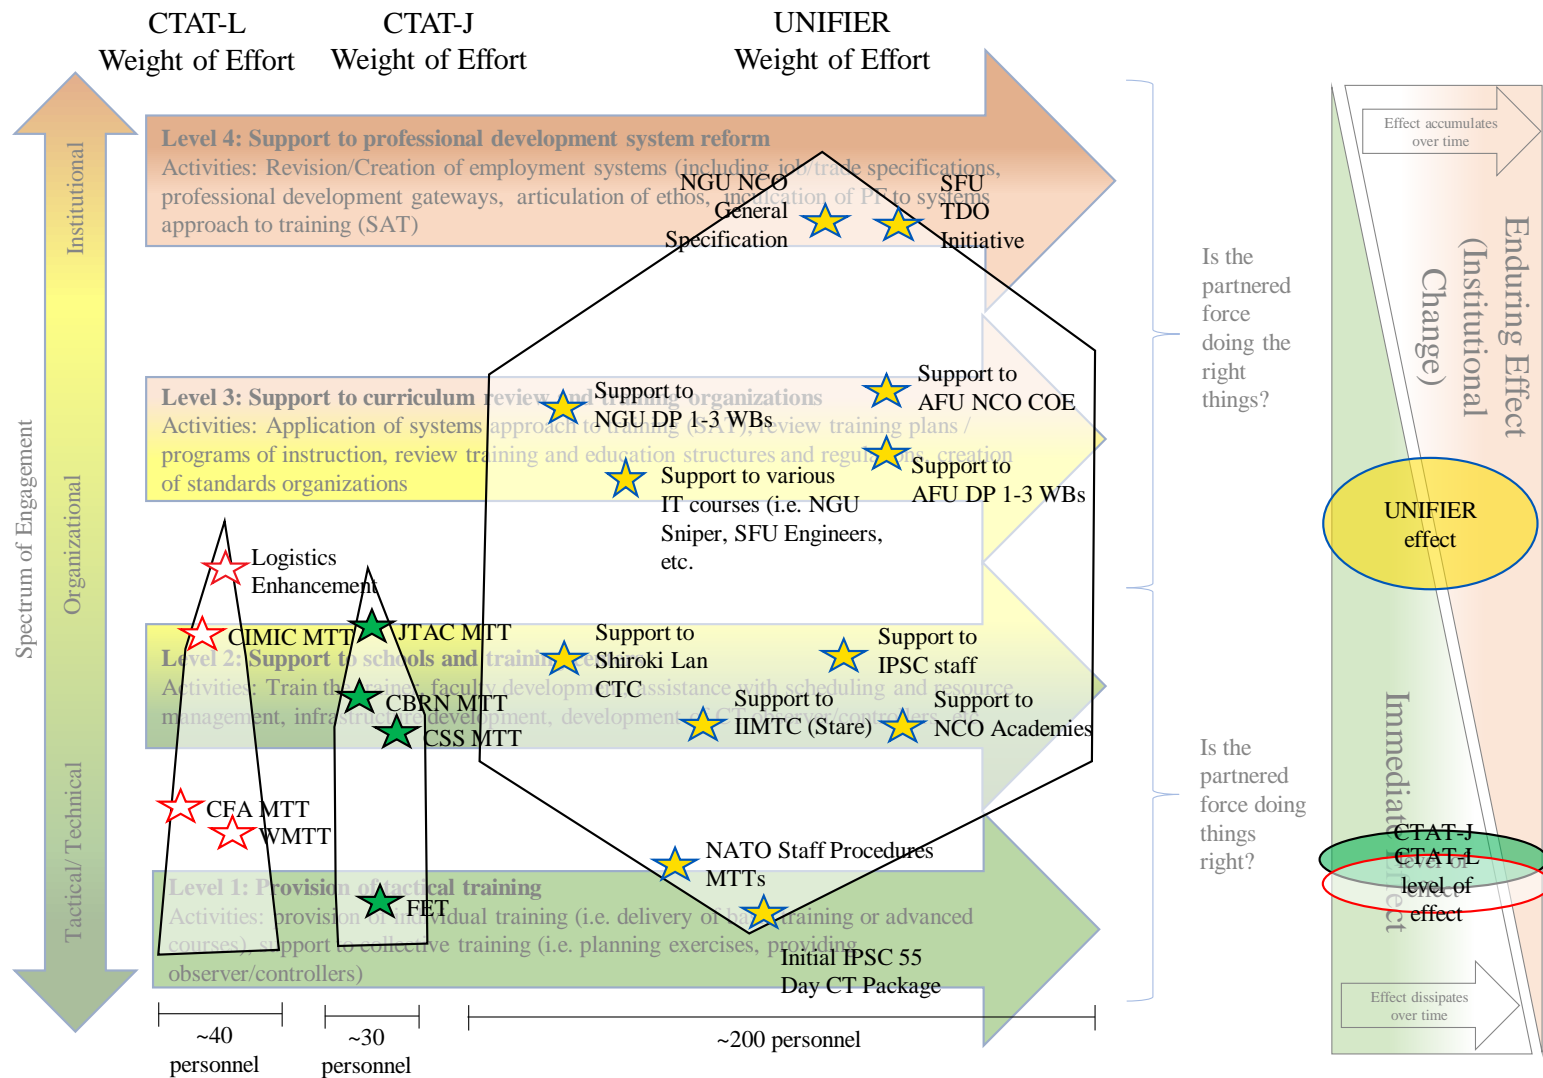 CTAT-L
Weight of Effort
CTAT-J
Weight of Effort
UNIFIER
Weight of Effort
Spectrum of Engagement
Institutional
Organizational
Tactical/ Technical
Level 4: Support to professional development system reform
Activities: Revision/Creation of employment systems (including job/trade specifications,
professional development gateways, articulation of ethos, inculcation of PF to systems
approach to training (SAT)
NGU NCO
General
Specification
SFU
TDO
Initiative
Level 3: Support to curriculum review and training organizations
Activities: Application of systems approach to training (SAT), review training plans /
programs of instruction, review training and education structures and regulations, creation
of standards organizations
Support to
NGU DP 1-3 WBs
Support to
AFU NCO COE
Support to various
IT courses (i.e. NGU
Sniper, SFU Engineers,
etc.
Support to
AFU DP 1-3 WBs
Logistics
Enhancement
CIMIC MTT
JTAC MTT
Level 2: Support to schools and training centers
Activities: Train the trainer, faculty development, assistance with scheduling and resource
management, infrastructure development, development of CT observer/controllers, etc.
CBRN MTT
CSS MTT
Support to
Shiroki Lan
CTC
Support to
IPSC staff
Support to
IIMTC (Stare)
Support to
NCO Academies
CFA MTT
WMTT
FET
Level 1: Provision of tactical training
Activities: provision of individual training (i.e. delivery of basic training or advanced
courses), support to collective training (i.e. planning exercises, providing
observer/controllers)
NATO Staff Procedures
MTTs
Initial IPSC 55
Day CT Package
~40
personnel
~30
personnel
~200 personnel
Is the
partnered
force
doing the
right
things?
Is the
partnered
force doing
things
right?
Effect accumulates
over time
Enduring Effect
(Institutional
Change)
UNIFIER
effect
Immediate Effect
CTAT-J
level of
effect
CTAT-L
level of
effect
Effect dissipates
over time